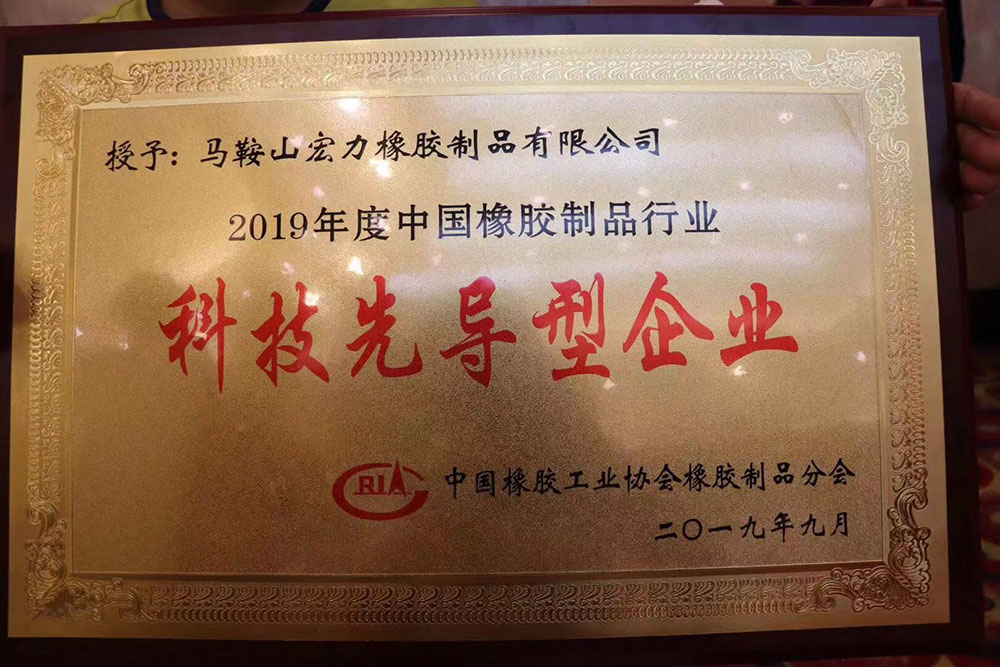 授予：马鞍山宏力橡胶制品有限公司
2019年度中国橡胶制品行业
科技先导型企业
CRIA 中国橡胶工业协会橡胶制品分会
二〇一九年九月